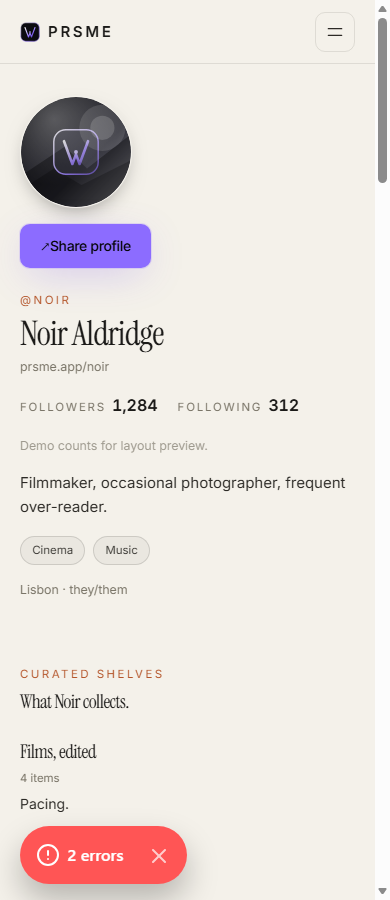 PRSME
↗Share profile
@NOIR
Noir Aldridge
prsme.app/noir
FOLLOWERS 1,284 FOLLOWING 312
Demo counts for layout preview.
Filmmaker, occasional photographer, frequent
over-reader.
Cinema Music
Lisbon · they/them
CURATED SHELVES
What Noir collects.
Films, edited
4 items
Pacing.
2 errors